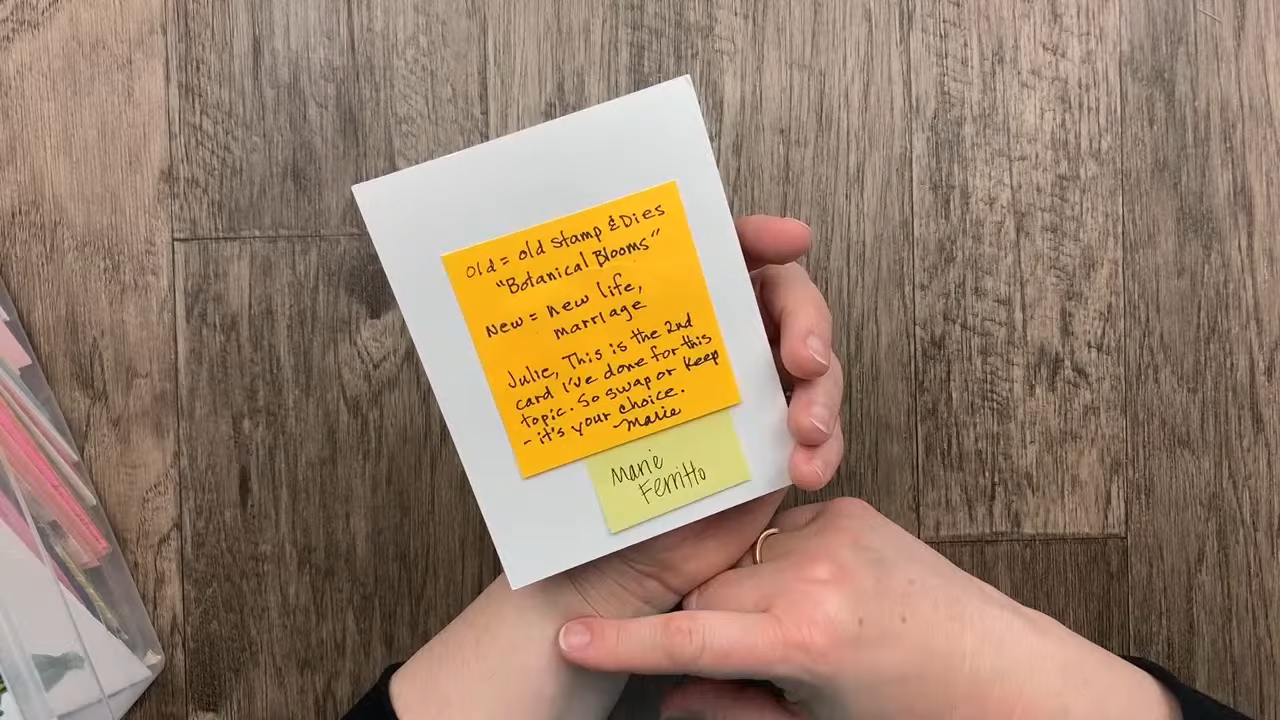 Old = old stamp & Dies
"Botanical Blooms"
New = new life,
marriage
Julie, This is the 2nd
card I've done for this
topic. So swap or keep
- it's your choice.
Marie
Marie
Ferritto